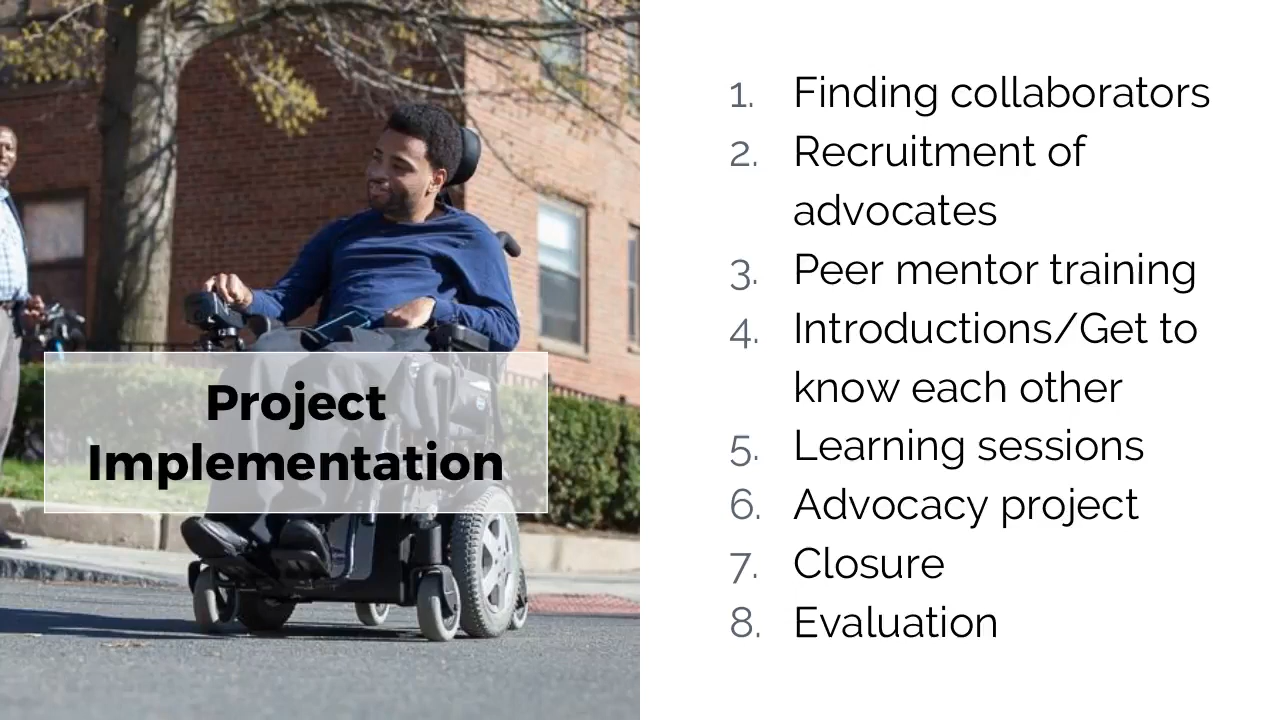 Project
Implementation
1. Finding collaborators
2. Recruitment of
advocates
3. Peer mentor training
4. Introductions/Get to
know each other
5. Learning sessions
6. Advocacy project
7. Closure
8. Evaluation